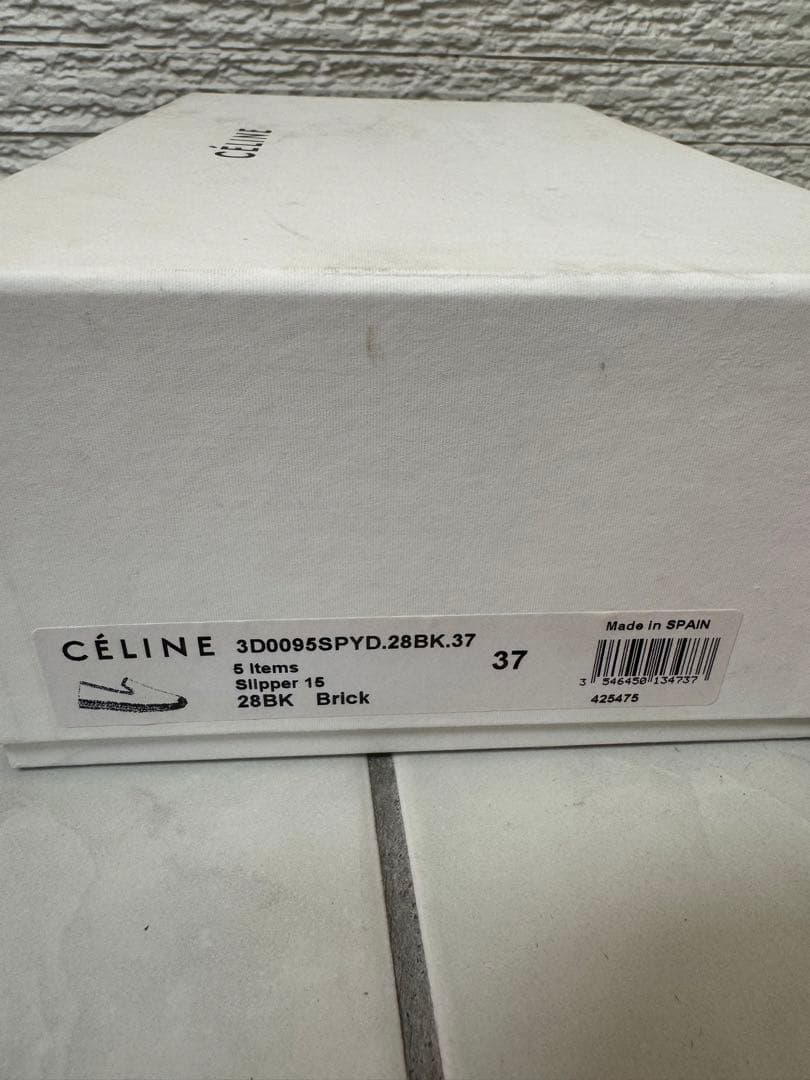 CÉLINE
CÉLINE
3D0095SPYD.28BK.37
5 Items
Slipper 15
28BK Brick
37
Made in SPAIN
3 546450 134737
425475